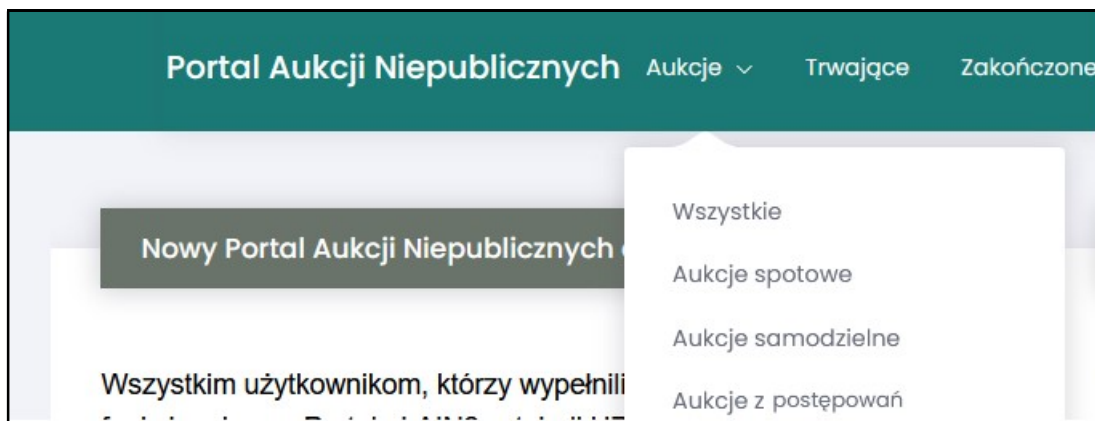 Portal Aukcji Niepublicznych Aukcje Trwające Zakończone
Wszystkie
Nowy Portal Aukcji Niepublicznych
Aukcje spotowe
Aukcje samodzielne
Wszystkim użytkownikom, którzy wypełnili
Aukcje z postępowań